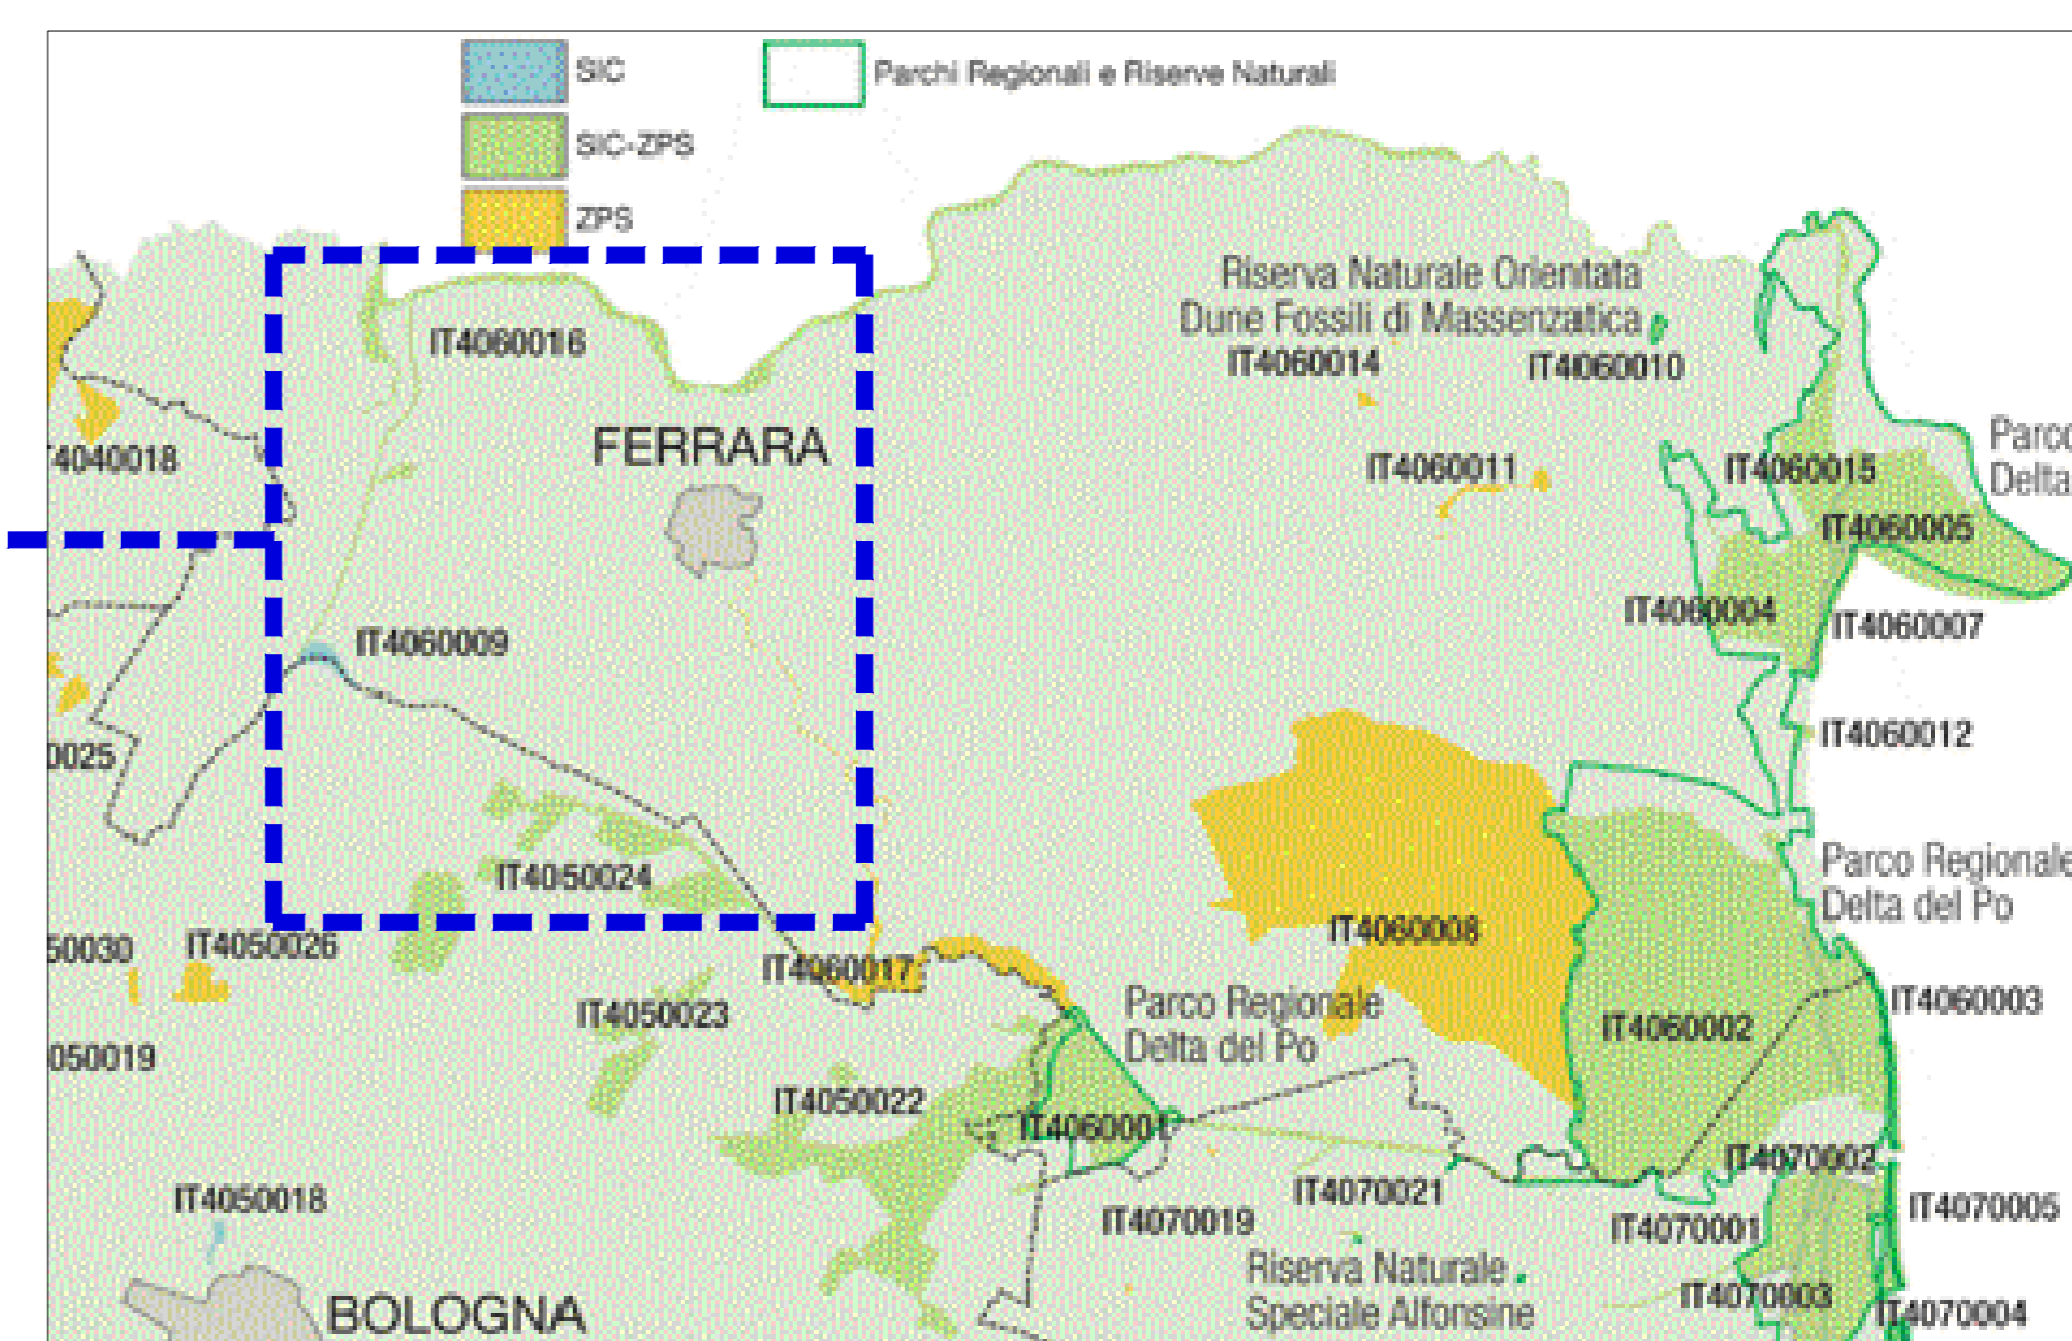 SIC
Parchi Regionali e Riserve Naturali
SIC-ZPS
ZPS
Riserva Naturale Orientata
Dune Fossili di Massenzatica
IT4060016
IT4060014
IT4060010
FERRARA
T4040018
IT4060011
IT4060015
Parco
Delta
IT4060005
IT4060004
IT4060007
IT4060009
0025
IT4060012
IT4050024
Parco Regionale
Delta del Po
IT4060008
50030
IT4050026
IT4060017
IT4050023
Parco Regionale
Delta del Po
IT4060003
IT4060002
050019
IT4050022
IT4060001
IT4070002
IT4050018
IT4070021
IT4070019
IT4070001
IT4070005
Riserva Naturale
Speciale Alfonsine
IT4070003
IT4070004
BOLOGNA